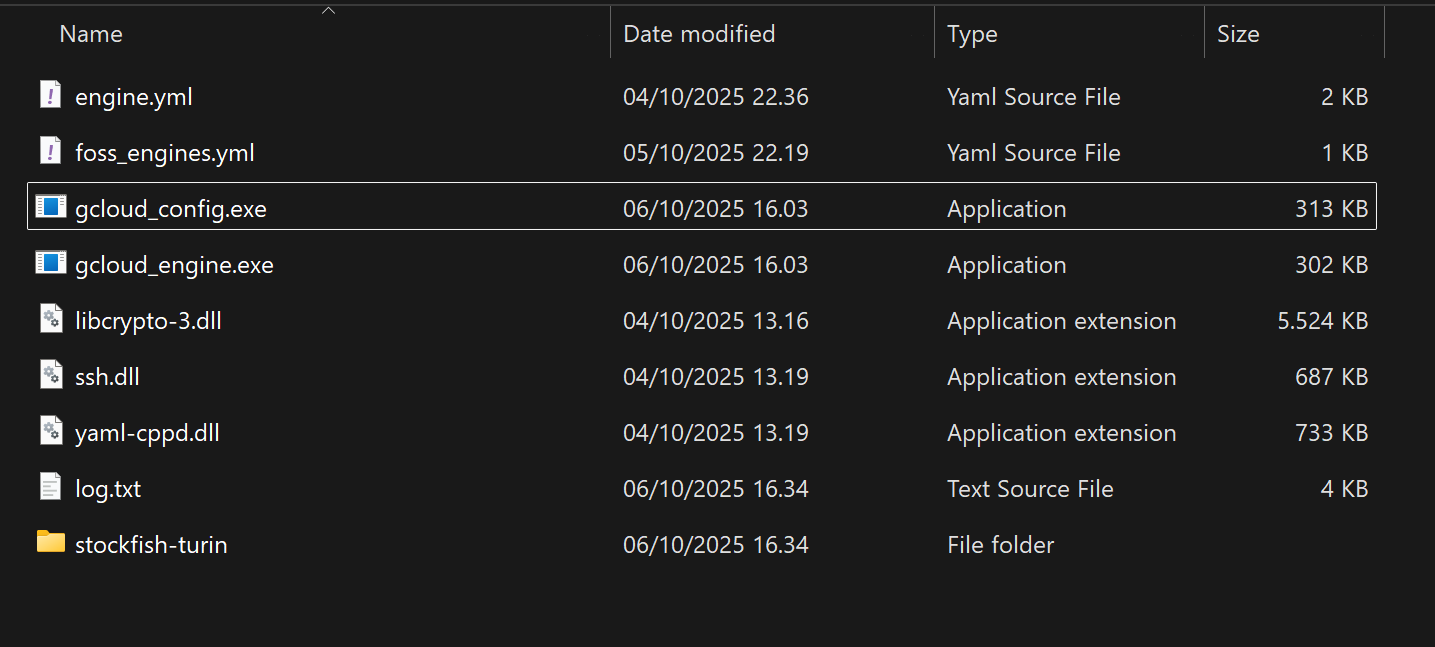 Name Date modified Type Size
engine.yml 04/10/2025 22.36 Yaml Source File 2 KB
foss_engines.yml 05/10/2025 22.19 Yaml Source File 1 KB
gcloud_config.exe 06/10/2025 16.03 Application 313 KB
gcloud_engine.exe 06/10/2025 16.03 Application 302 KB
libcrypto-3.dll 04/10/2025 13.16 Application extension 5.524 KB
ssh.dll 04/10/2025 13.19 Application extension 687 KB
yaml-cppd.dll 04/10/2025 13.19 Application extension 733 KB
log.txt 06/10/2025 16.34 Text Source File 4 KB
stockfish-turin 06/10/2025 16.34 File folder